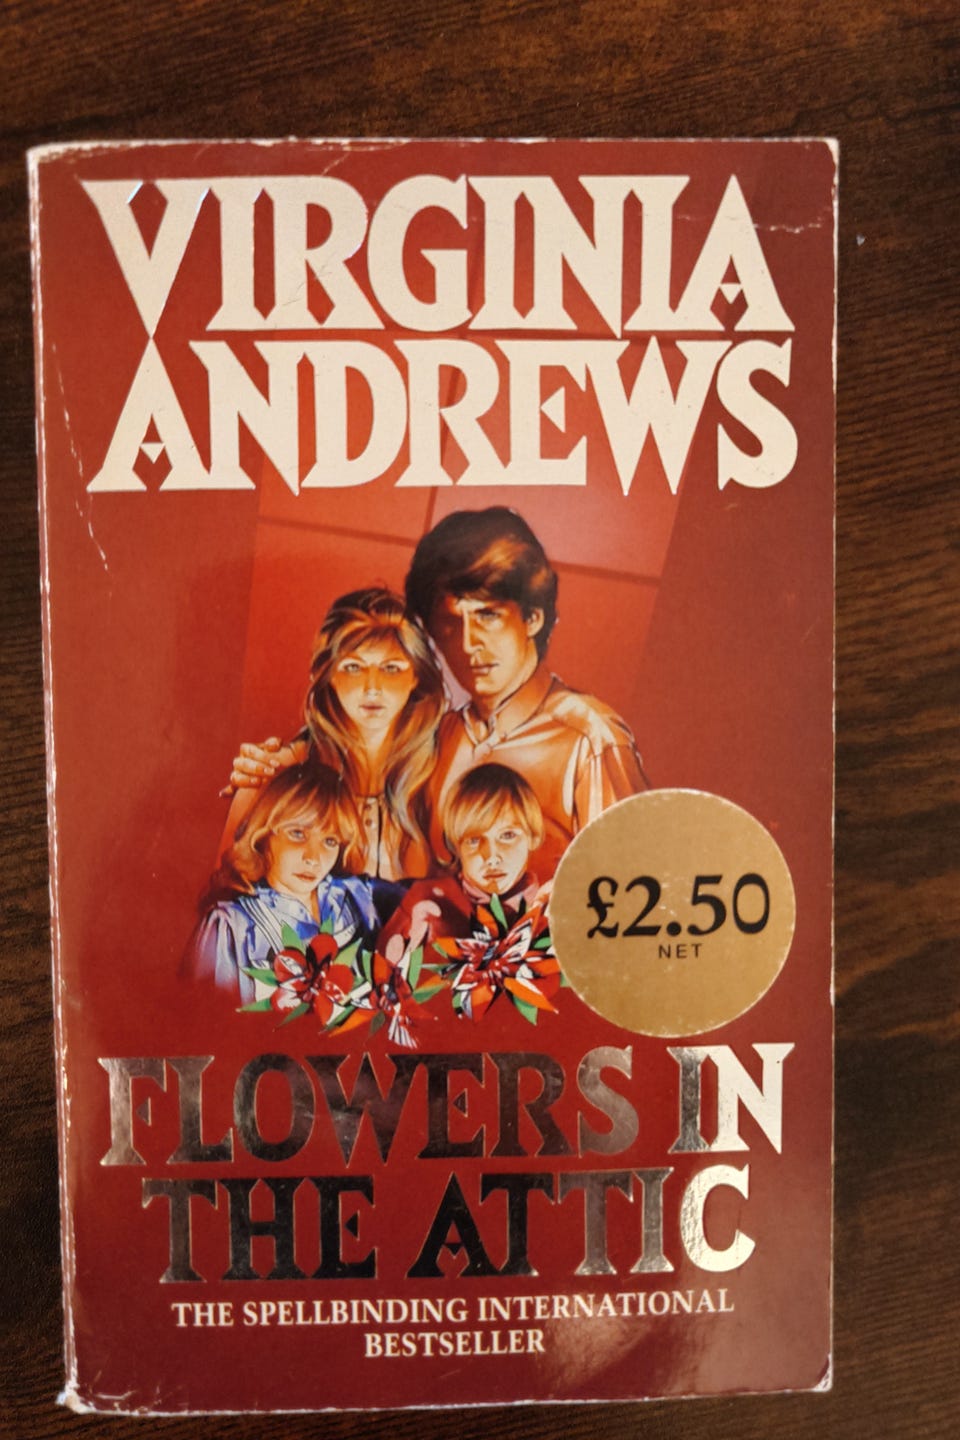 VIRGINIA
ANDREWS
£2.50
NET
FLOWERS IN
THE ATTIC
THE SPELLBINDING INTERNATIONAL
BESTSELLER